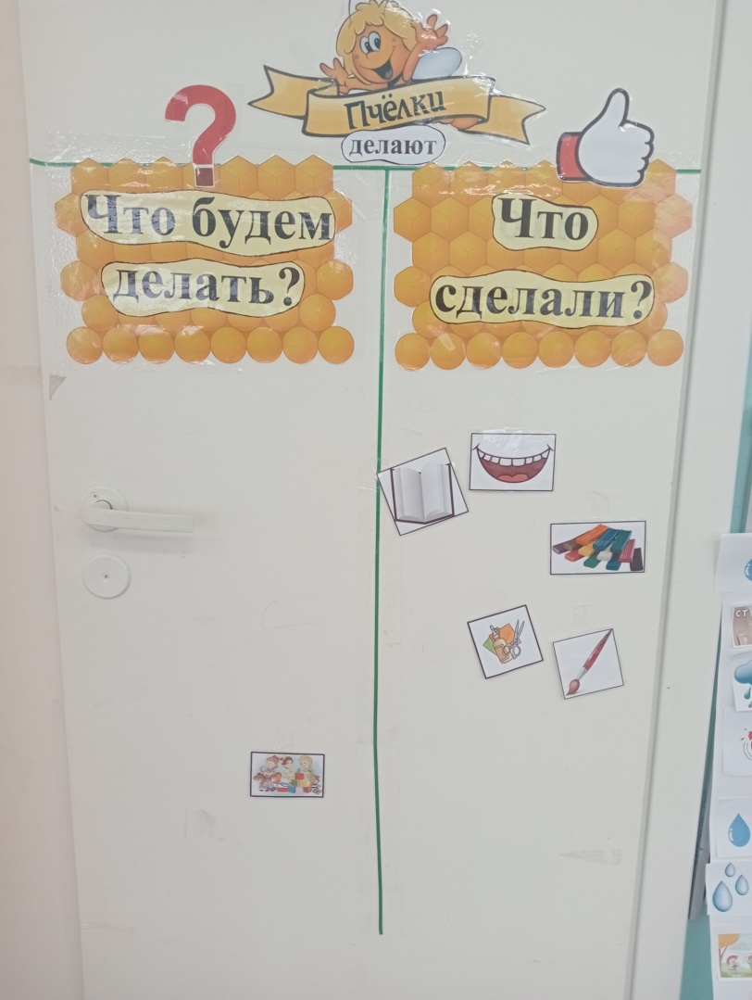 Пчёлки
делают
Что будем
делать?
Что
сделали?